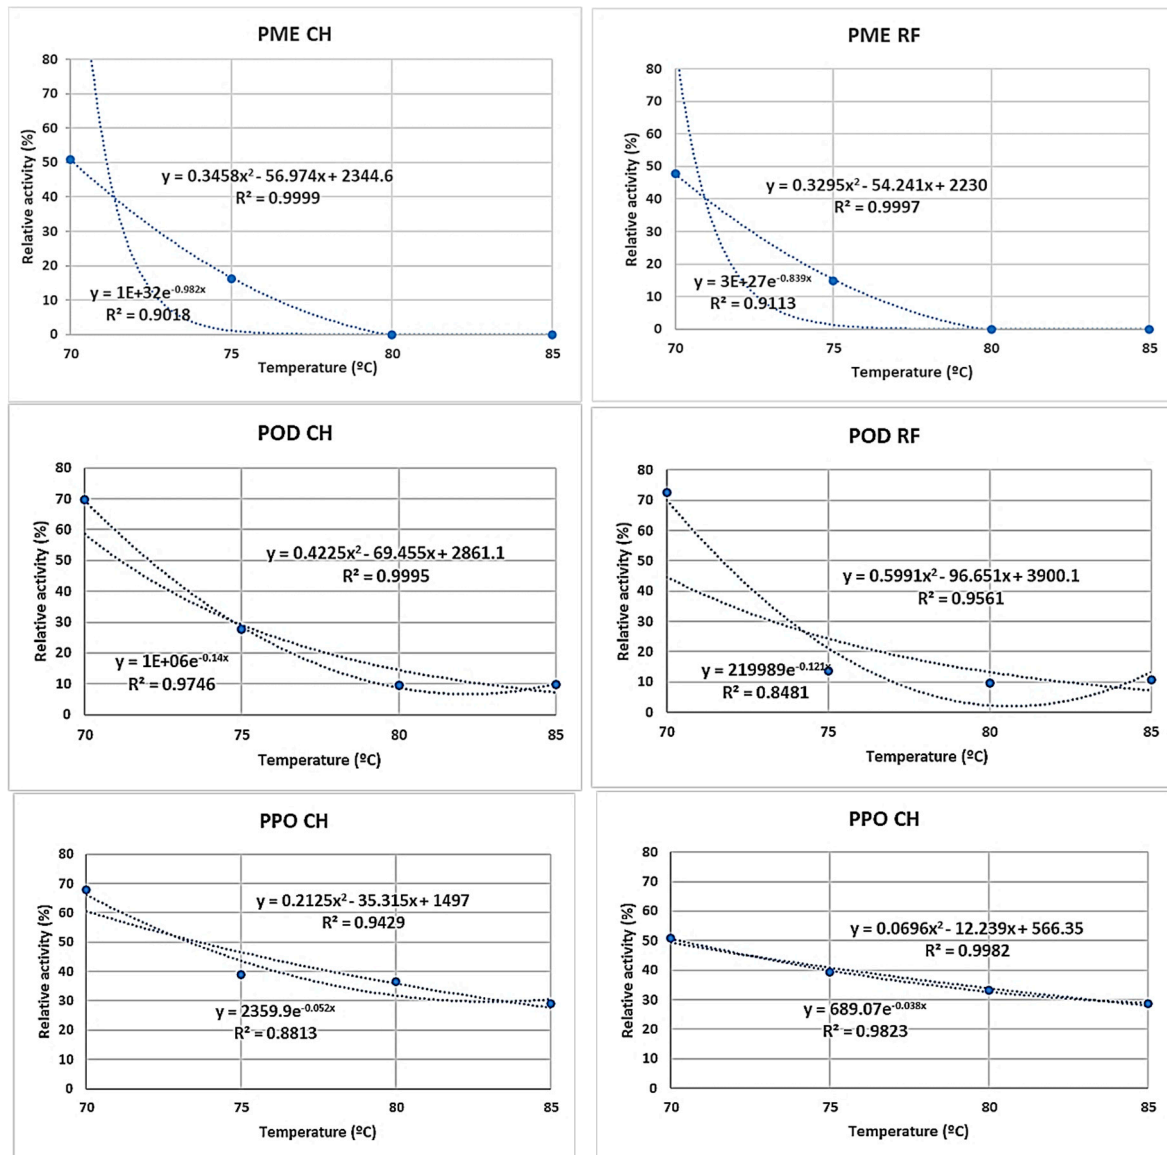 PME CH
Relative activity (%)
80
70
60
50
40
30
20
10
0
y = 0.3458x² - 56.974x + 2344.6
R² = 0.9999
y = 1E+32e^-0.982x
R² = 0.9018
70 75 80 85
Temperature (ºC)
PME RF
Relative activity (%)
80
70
60
50
40
30
20
10
0
y = 0.3295x² - 54.241x + 2230
R² = 0.9997
y = 3E+27e^-0.839x
R² = 0.9113
70 75 80 85
Temperature (ºC)
POD CH
Relative activity (%)
80
70
60
50
40
30
20
10
0
y = 0.4225x² - 69.455x + 2861.1
R² = 0.9995
y = 1E+06e^-0.14x
R² = 0.9746
70 75 80 85
Temperature (ºC)
POD RF
Relative activity (%)
80
70
60
50
40
30
20
10
0
y = 0.5991x² - 96.651x + 3900.1
R² = 0.9561
y = 219989e^-0.121x
R² = 0.8481
70 75 80 85
Temperature (ºC)
PPO CH
Relative activity (%)
80
70
60
50
40
30
20
10
0
y = 0.2125x² - 35.315x + 1497
R² = 0.9429
y = 2359.9e^-0.052x
R² = 0.8813
70 75 80 85
Temperature (ºC)
PPO CH
Relative activity (%)
80
70
60
50
40
30
20
10
0
y = 0.0696x² - 12.239x + 566.35
R² = 0.9982
y = 689.07e^-0.038x
R² = 0.9823
70 75 80 85
Temperature (ºC)